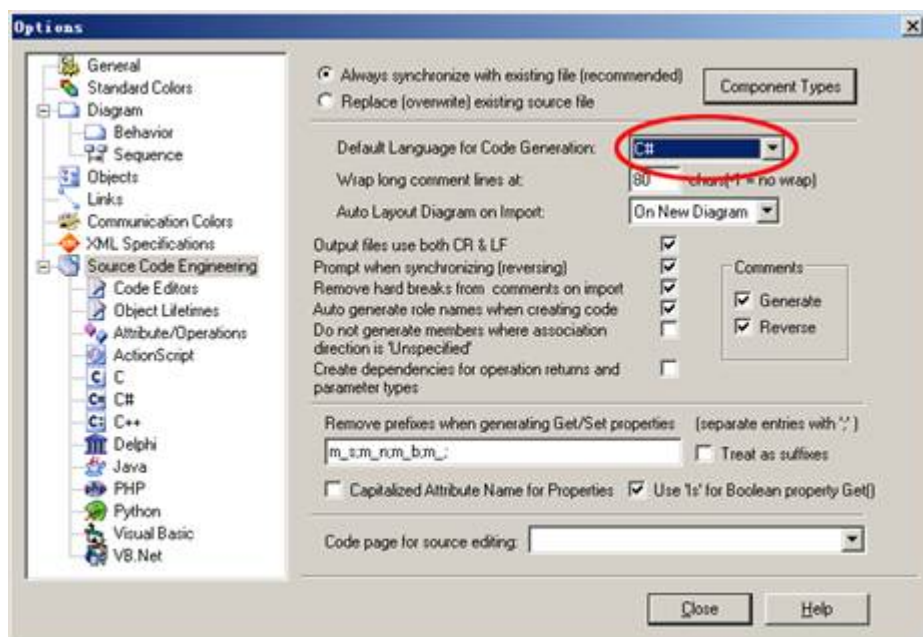 Options
General
Standard Colors
Diagram
Behavior
Sequence
Objects
Links
Communication Colors
XML Specifications
Source Code Engineering
Code Editors
Object Lifetimes
Attribute/Operations
ActionScript
C
C#
C++
Delphi
Java
PHP
Python
Visual Basic
VB.Net
Always synchronize with existing file (recommended)
Replace (overwrite) existing source file
Component Types
Default Language for Code Generation: C#
Wrap long comment lines at: 80 chars(-1 = no wrap)
Auto Layout Diagram on Import: On New Diagram
Output files use both CR & LF
Prompt when synchronizing (reversing)
Remove hard breaks from comments on import
Auto generate role names when creating code
Do not generate members where association
direction is 'Unspecified'
Create dependencies for operation returns and
parameter types
Comments
Generate
Reverse
Remove prefixes when generating Get/Set properties (separate entries with ';' )
m_s;m_n;m_b;m_;
Treat as suffixes
Capitalized Attribute Name for Properties Use 'Is' for Boolean property Get()
Code page for source editing:
Close Help